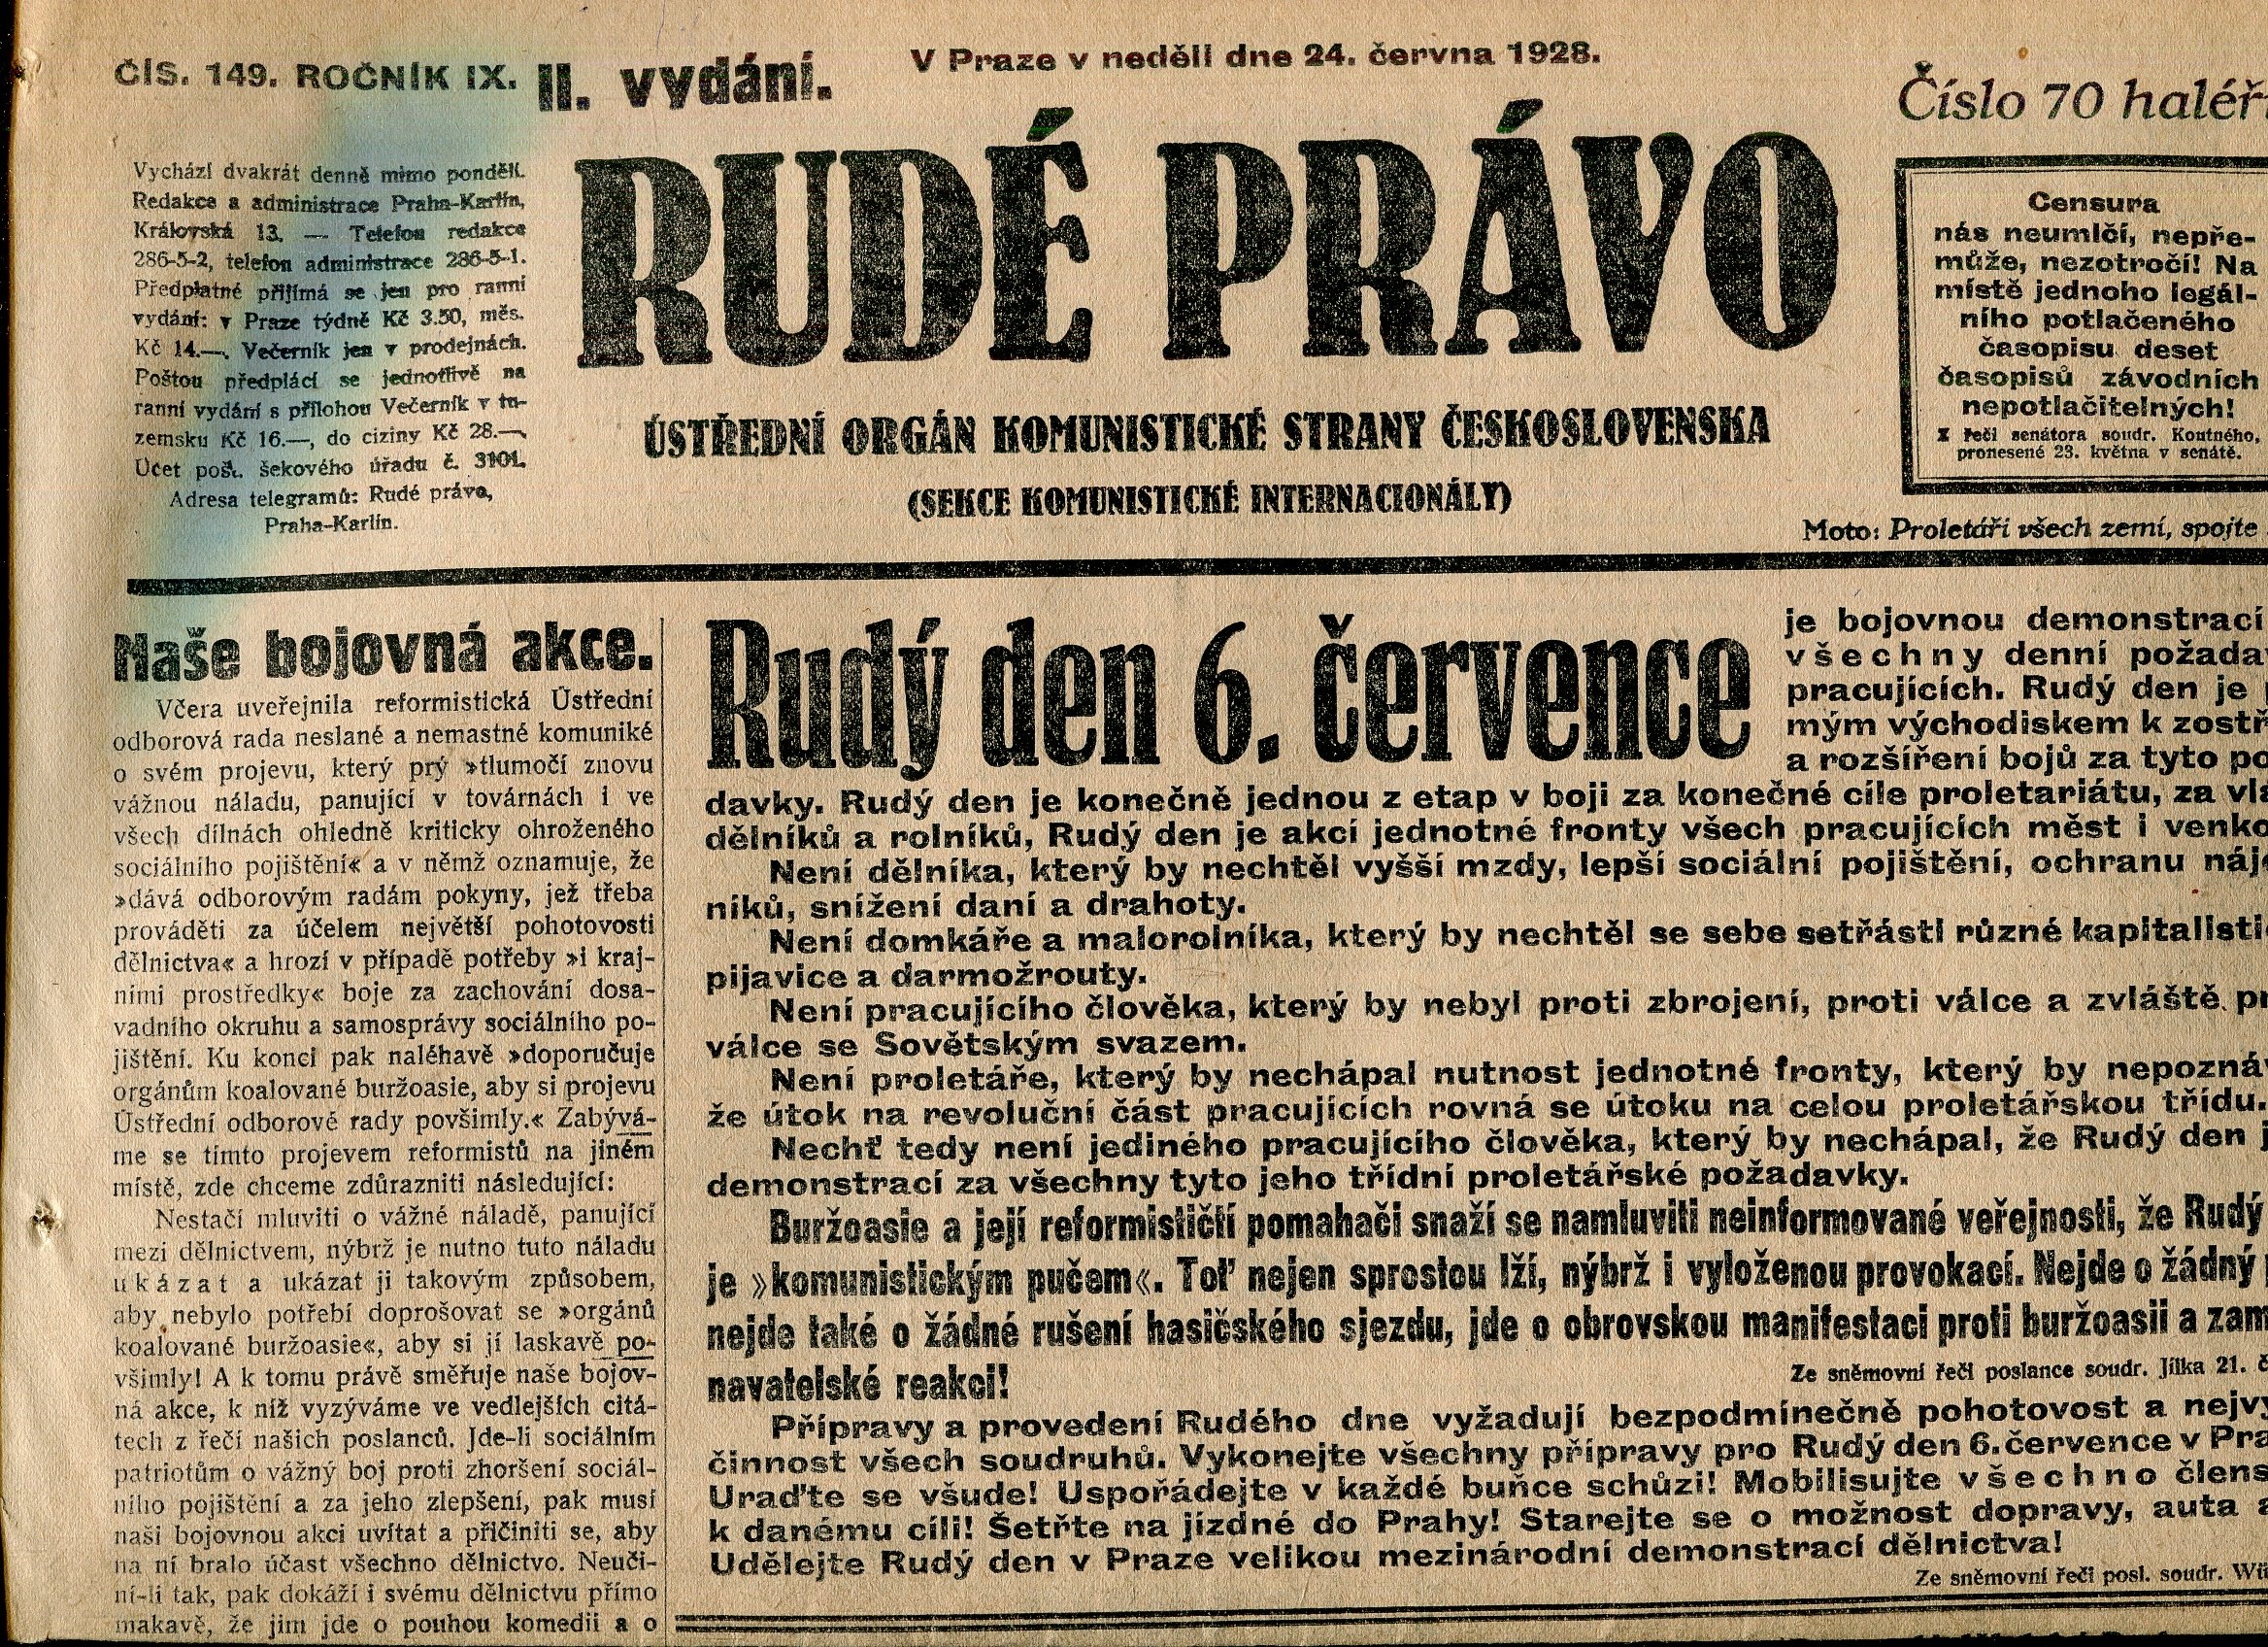 ČÍS. 149. ROČNÍK IX.
II. vydání.
V Praze v neděli dne 24. června 1928.
Číslo 70 haléř
Vychází dvakrát denně mimo pondělí.
Redakce a administrace Praha-Karlín,
Královská 13. — Telefon redakce
286-5-2, telefon administrace 286-5-1.
Předplatné přijímá se jen pro ranní
vydání: v Praze týdně Kč 3.50, měs.
Kč 14.—. Večerník jen v prodejnách.
Poštou předplácí se jednotlivě na
ranní vydání s přílohou Večerník v tu-
zemsku Kč 16.—, do ciziny Kč 28.—.
Účet pošt. šekového úřadu č. 3101.
Adresa telegramů: Rudé právo,
Praha-Karlín.
RUDÉ PRÁVO
ÚSTŘEDNÍ ORGÁN KOMUNISTICKÉ STRANY ČESKOSLOVENSKA
(SEKCE KOMUNISTICKÉ INTERNACIONÁLY)
Censura
nás neumlčí, nepře-
může, nezotročí! Na
místě jednoho legál-
ního potlačeného
časopisu deset
časopisů závodních
nepotlačitelných!
Z řeči senátora soudr. Koutného,
pronesené 23. května v senátě.
Moto: Proletáři všech zemí, spojte
Naše bojovná akce.
Včera uveřejnila reformistická Ústřední
odborová rada neslané a nemastné komuniké
o svém projevu, který prý »tlumočí znovu
vážnou náladu, panující v továrnách i ve
všech dílnách ohledně kriticky ohroženého
sociálního pojištění« a v němž oznamuje, že
»dává odborovým radám pokyny, jež třeba
prováděti za účelem největší pohotovosti
dělnictva« a hrozí v případě potřeby »i kraj-
ními prostředky« boje za zachování dosa-
vadního okruhu a samosprávy sociálního po-
jištění. Ku konci pak naléhavě »doporučuje
orgánům koalované buržoasie, aby si projevu
Ústřední odborové rady povšimly.« Zabývá-
me se tímto projevem reformistů na jiném
místě, zde chceme zdůrazniti následující:
Nestačí mluviti o vážné náladě, panující
mezi dělnictvem, nýbrž je nutno tuto náladu
ukázat a ukázat ji takovým způsobem,
aby nebylo potřebí doprošovat se »orgánů
koalované buržoasie«, aby si jí laskavě po-
všimly! A k tomu právě směřuje naše bojov-
ná akce, k níž vyzýváme ve vedlejších citá-
tech z řečí našich poslanců. Jde-li sociálním
patriotům o vážný boj proti zhoršení sociál-
ního pojištění a za jeho zlepšení, pak musí
naši bojovnou akci uvítat a přičiniti se, aby
na ní bralo účast všechno dělnictvo. Neuči-
ní-li tak, pak dokáží i svému dělnictvu přímo
makavě, že jim jde o pouhou komedii a o
Rudý den 6. července
je bojovnou demonstrací
všechny denní požada
pracujících. Rudý den je
mým východiskem k zostř
a rozšíření bojů za tyto po
davky. Rudý den je konečně jednou z etap v boji za konečné cíle proletariátu, za vlá
dělníků a rolníků, Rudý den je akcí jednotné fronty všech pracujících měst i venko
Není dělníka, který by nechtěl vyšší mzdy, lepší sociální pojištění, ochranu náj
níků, snížení daní a drahoty.
Není domkáře a malorolníka, který by nechtěl se sebe setřásti různé kapitalisti
pijavice a darmožrouty.
Není pracujícího člověka, který by nebyl proti zbrojení, proti válce a zvláště pr
válce se Sovětským svazem.
Není proletáře, který by nechápal nutnost jednotné fronty, který by nepozná
že útok na revoluční část pracujících rovná se útoku na celou proletářskou třídu.
Nechť tedy není jediného pracujícího člověka, který by nechápal, že Rudý den j
demonstrací za všechny tyto jeho třídní proletářské požadavky.
Buržoasie a její reformističtí pomahači snaží se namluviti neinformované veřejnosti, že Rudý
je »komunistickým pučem«. Toť nejen sprostou lží, nýbrž i vyloženou provokací. Nejde o žádný
nejde také o žádné rušení hasičského sjezdu, jde o obrovskou manifestaci proti buržoasii a zam
navatelské reakci!
Ze sněmovní řeči poslance soudr. Jílka 21. č
Přípravy a provedení Rudého dne vyžadují bezpodmínečně pohotovost a nejvy
činnost všech soudruhů. Vykonejte všechny přípravy pro Rudý den 6. července v Pra
Uraďte se všude! Uspořádejte v každé buňce schůzi! Mobilisujte všechno člens
k danému cíli! Šetřte na jízdné do Prahy! Starejte se o možnost dopravy, auta a
Udělejte Rudý den v Praze velikou mezinárodní demonstrací dělnictva!
Ze sněmovní řeči posl. soudr. Wü